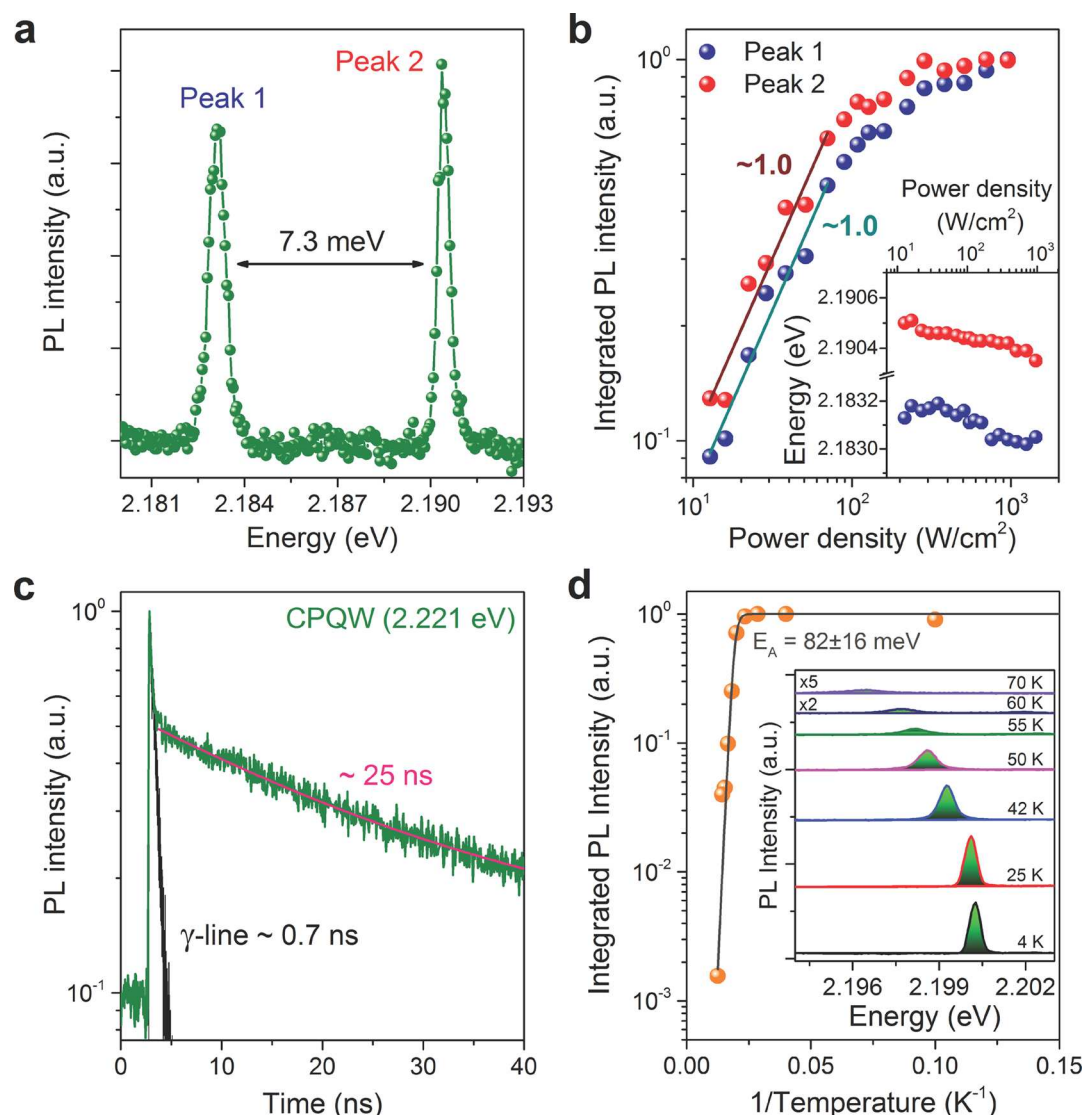 a
Peak 1
Peak 2
7.3 meV
PL intensity (a.u.)
2.181
2.184
2.187
2.190
2.193
Energy (eV)
b
Peak 1
Peak 2
10⁰
10⁻¹
Integrated PL intensity (a.u.)
~1.0
~1.0
10¹
10²
10³
Power density (W/cm²)
Power density
(W/cm²)
10¹
10²
10³
2.1906
2.1904
2.1832
2.1830
Energy (eV)
c
CPQW (2.221 eV)
10⁰
10⁻¹
PL intensity (a.u.)
~ 25 ns
γ-line ~ 0.7 ns
0
10
20
30
40
Time (ns)
d
10⁰
10⁻¹
10⁻²
10⁻³
Integrated PL Intensity (a.u.)
E_A = 82±16 meV
x5
70 K
x2
60 K
55 K
50 K
42 K
25 K
4 K
PL Intensity (a.u.)
2.196
2.199
2.202
Energy (eV)
0.00
0.05
0.10
0.15
1/Temperature (K⁻¹)